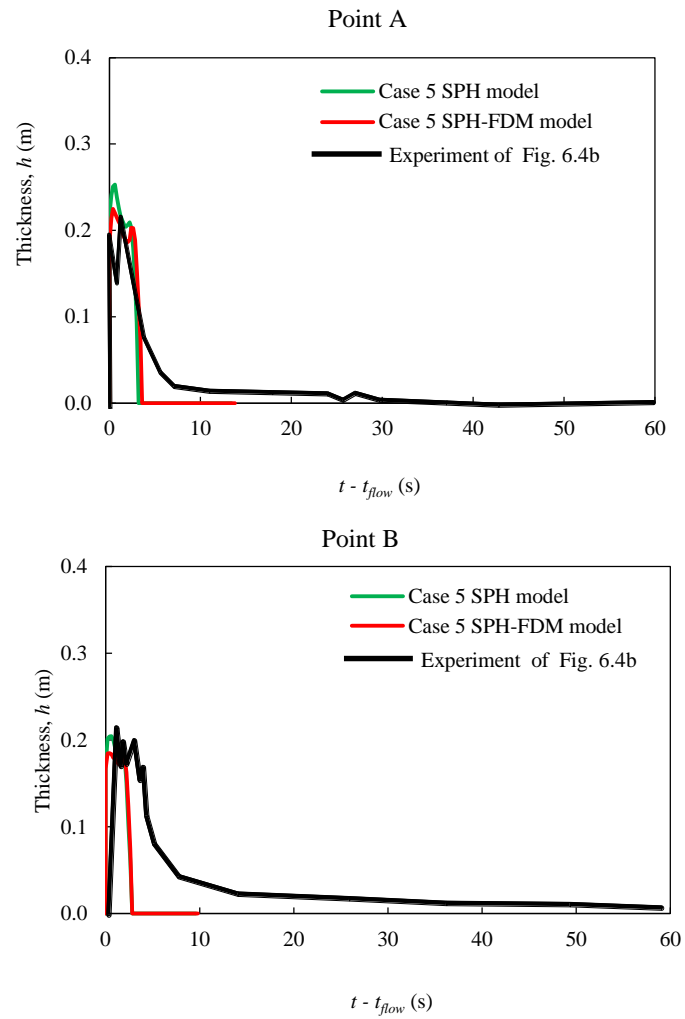 Point A
0.4
Case 5 SPH model
Case 5 SPH-FDM model
0.3
Experiment of Fig. 6.4b
Thickness, h (m)
0.2
0.1
0.0
0 10 20 30 40 50 60
t - tflow (s)
Point B
0.4
Case 5 SPH model
Case 5 SPH-FDM model
0.3
Experiment of Fig. 6.4b
Thickness, h (m)
0.2
0.1
0.0
0 10 20 30 40 50 60
t - tflow (s)